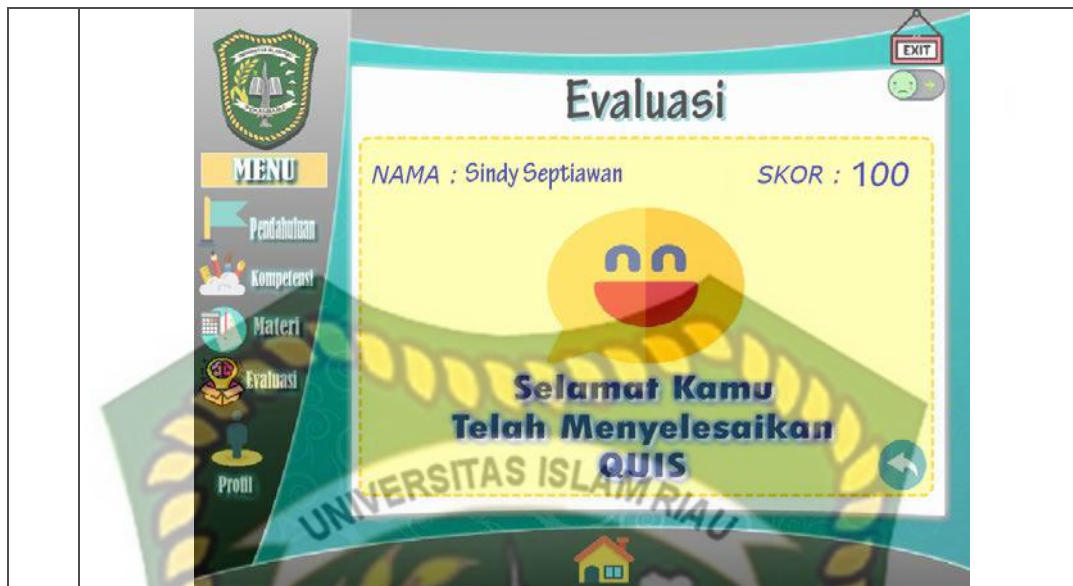 EXIT
Evaluasi
MENU
NAMA : Sindy Septiawan
SKOR : 100
Pendahuluan
Kompetensi
Materi
Evaluasi
Profil
Selamat Kamu
Telah Menyelesaikan
QUIS
UNIVERSITAS ISLAM RIAU